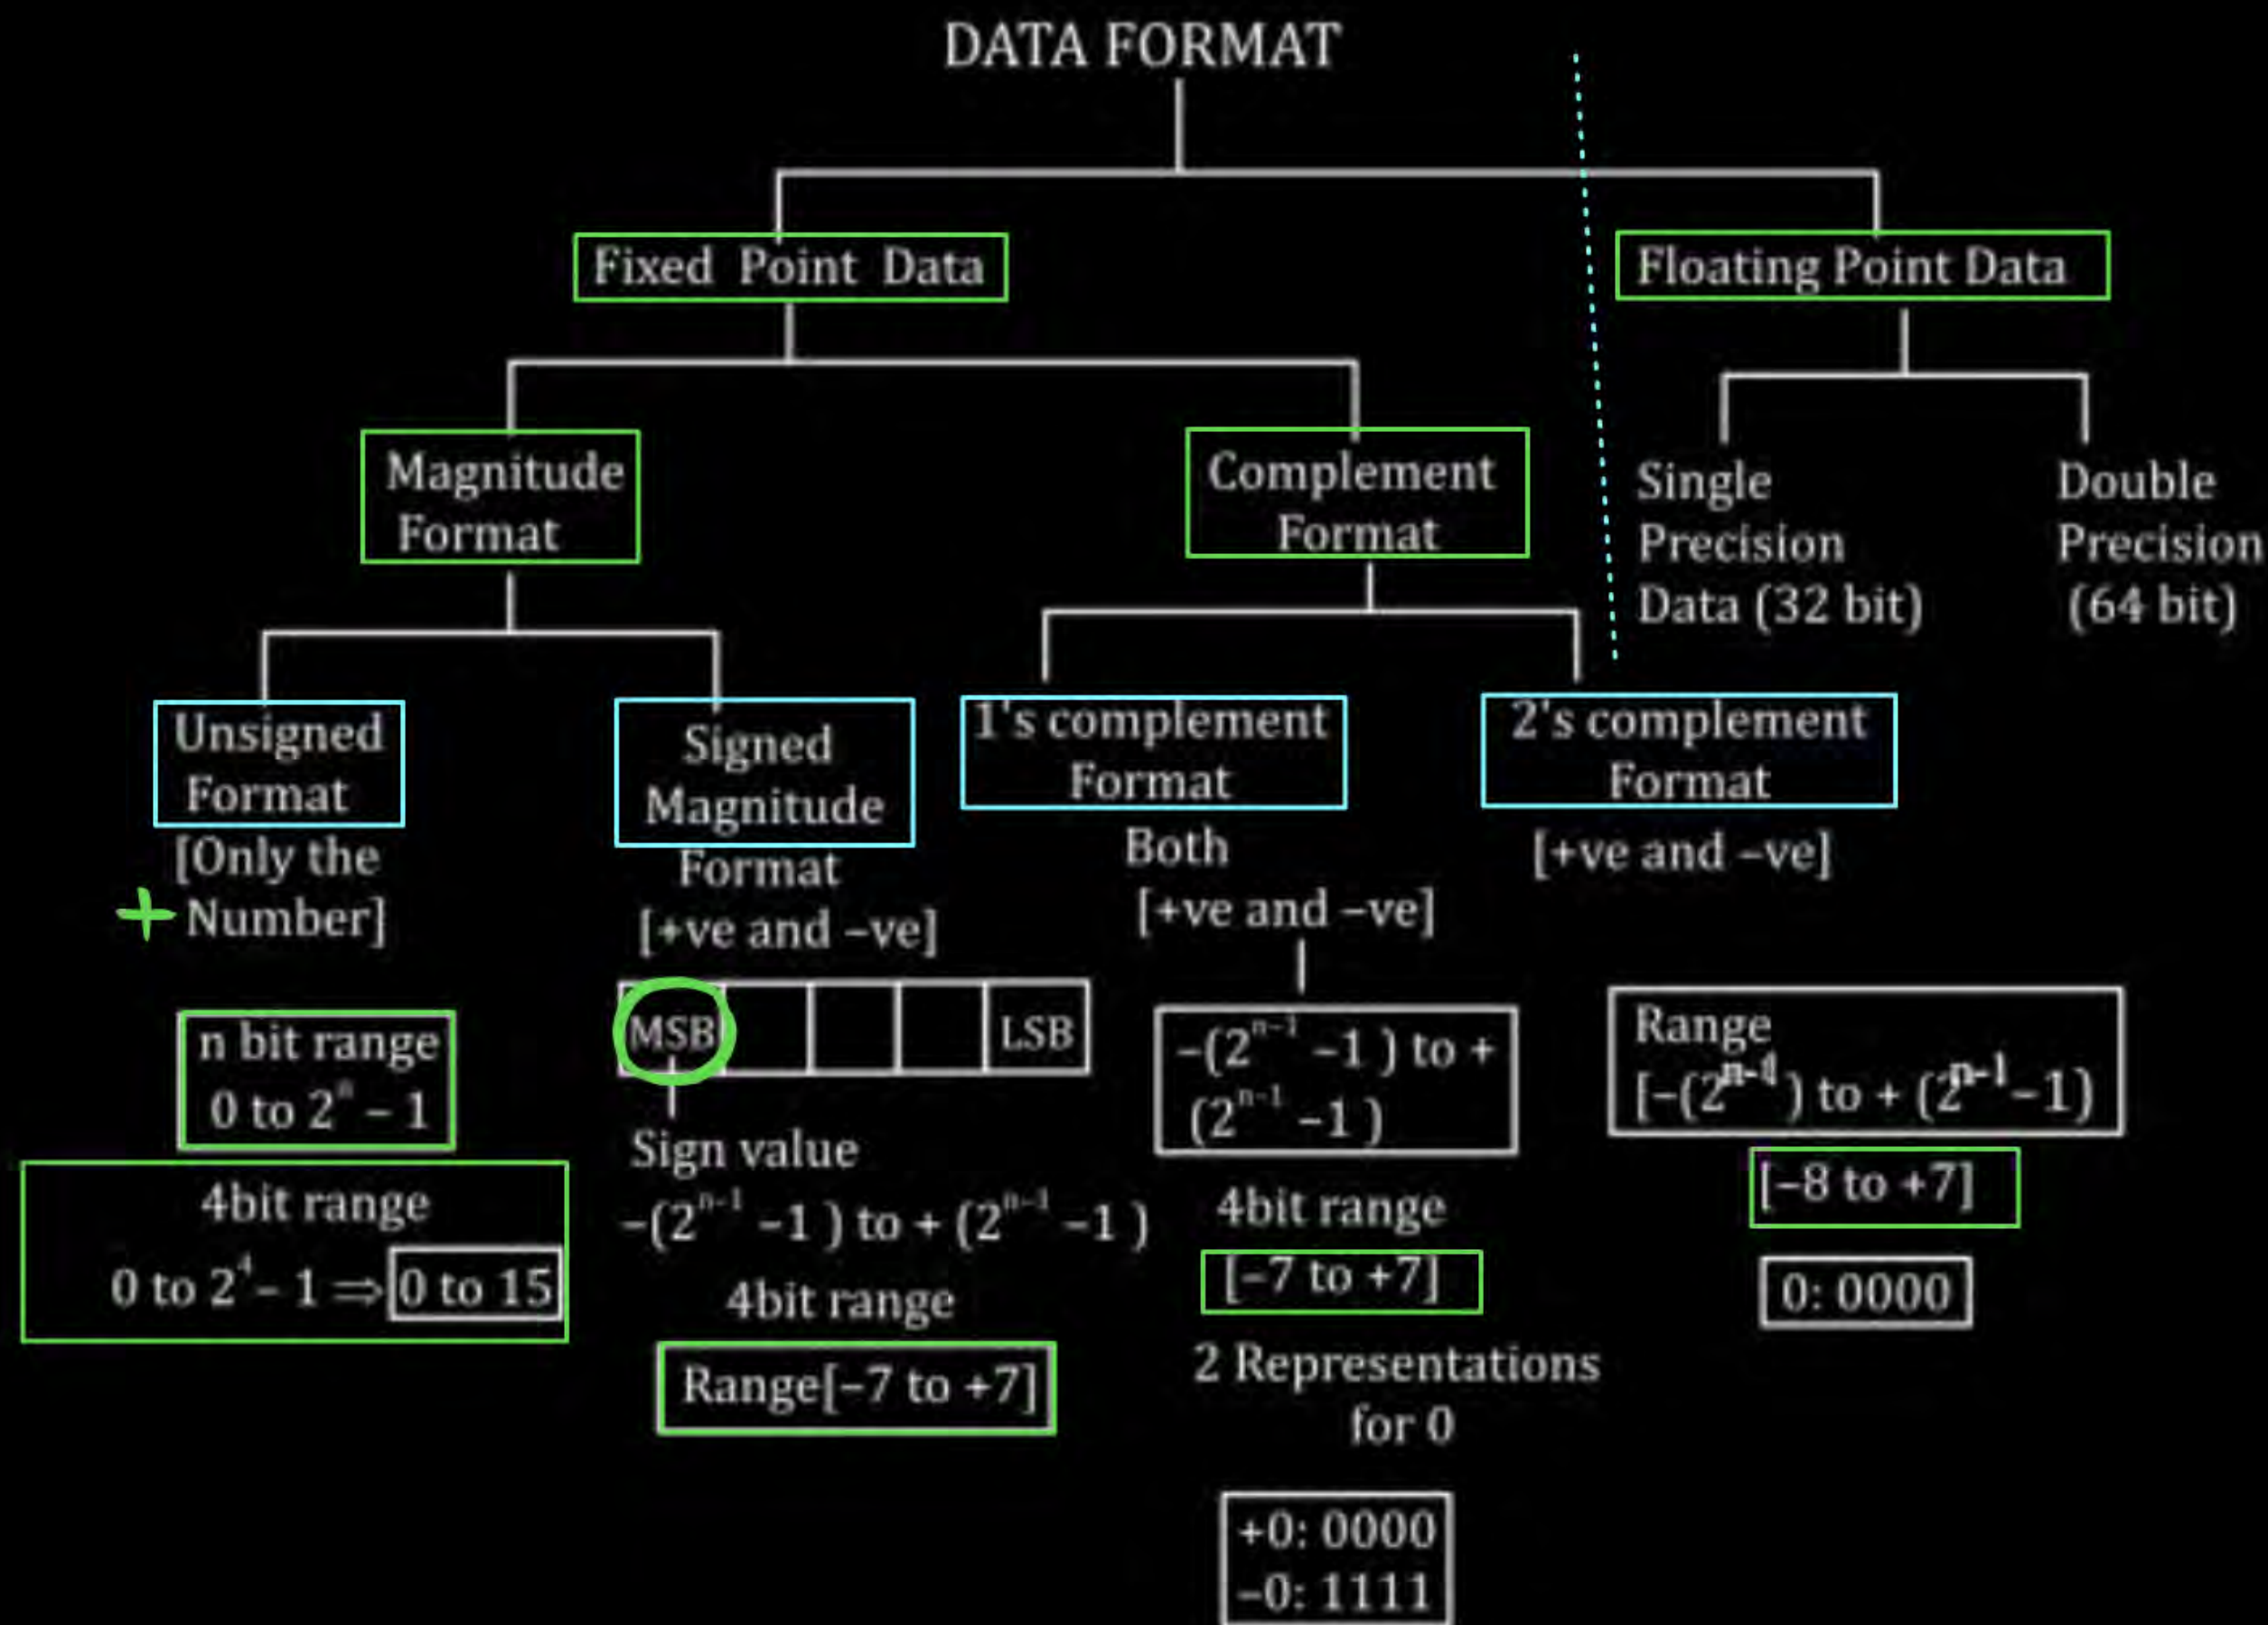 DATA FORMAT
Fixed Point Data
Floating Point Data
Magnitude
Format
Complement
Format
Single
Precision
Data (32 bit)
Double
Precision
(64 bit)
Unsigned
Format
[Only the
+ Number]
n bit range
0 to 2ⁿ – 1
4bit range
0 to 2⁴– 1 ⇒ 0 to 15
Signed
Magnitude
Format
[+ve and –ve]
MSB
LSB
Sign value
–(2ⁿ⁻¹ –1 ) to + (2ⁿ⁻¹ –1 )
4bit range
Range[–7 to +7]
1's complement
Format
Both
[+ve and –ve]
–(2ⁿ⁻¹ –1 ) to +
(2ⁿ⁻¹ –1 )
4bit range
[–7 to +7]
2 Representations
for 0
+0: 0000
–0: 1111
2's complement
Format
[+ve and –ve]
Range
[–(2ⁿ⁻¹ ) to + (2ⁿ⁻¹–1)
[–8 to +7]
0: 0000